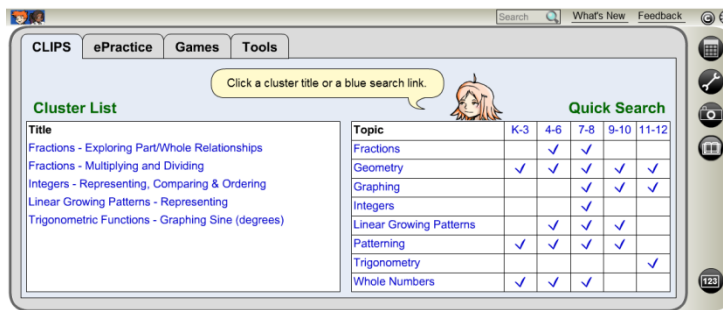 Search What's New Feedback
CLIPS ePractice Games Tools
Click a cluster title or a blue search link.
Cluster List
Quick Search
Title
Fractions - Exploring Part/Whole Relationships
Fractions - Multiplying and Dividing
Integers - Representing, Comparing & Ordering
Linear Growing Patterns - Representing
Trigonometric Functions - Graphing Sine (degrees)
Topic K-3 4-6 7-8 9-10 11-12
Fractions
Geometry
Graphing
Integers
Linear Growing Patterns
Patterning
Trigonometry
Whole Numbers
123